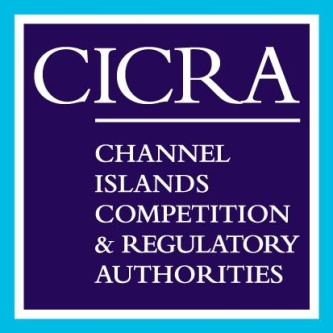 CICRA
CHANNEL
ISLANDS
COMPETITION
& REGULATORY
AUTHORITIES